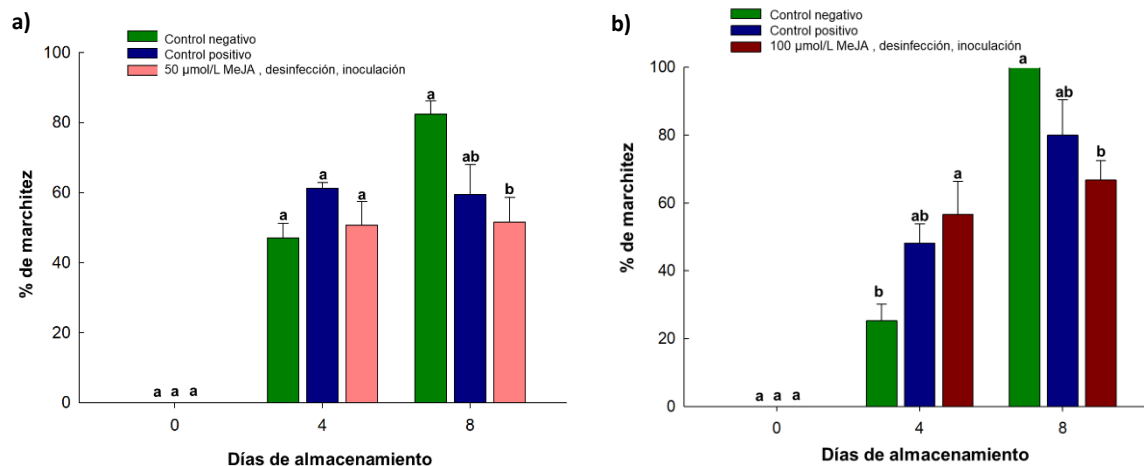 a)
Control negativo
Control positivo
50 µmol/L MeJA , desinfección, inoculación
100
80
60
40
20
0
% de marchitez
a a a
a
a
a
a
ab
b
0 4 8
Días de almacenamiento
b)
Control negativo
Control positivo
100 µmol/L MeJA , desinfección, inoculación
100
80
60
40
20
0
% de marchitez
a a a
b
ab
a
a
ab
b
0 4 8
Días de almacenamiento